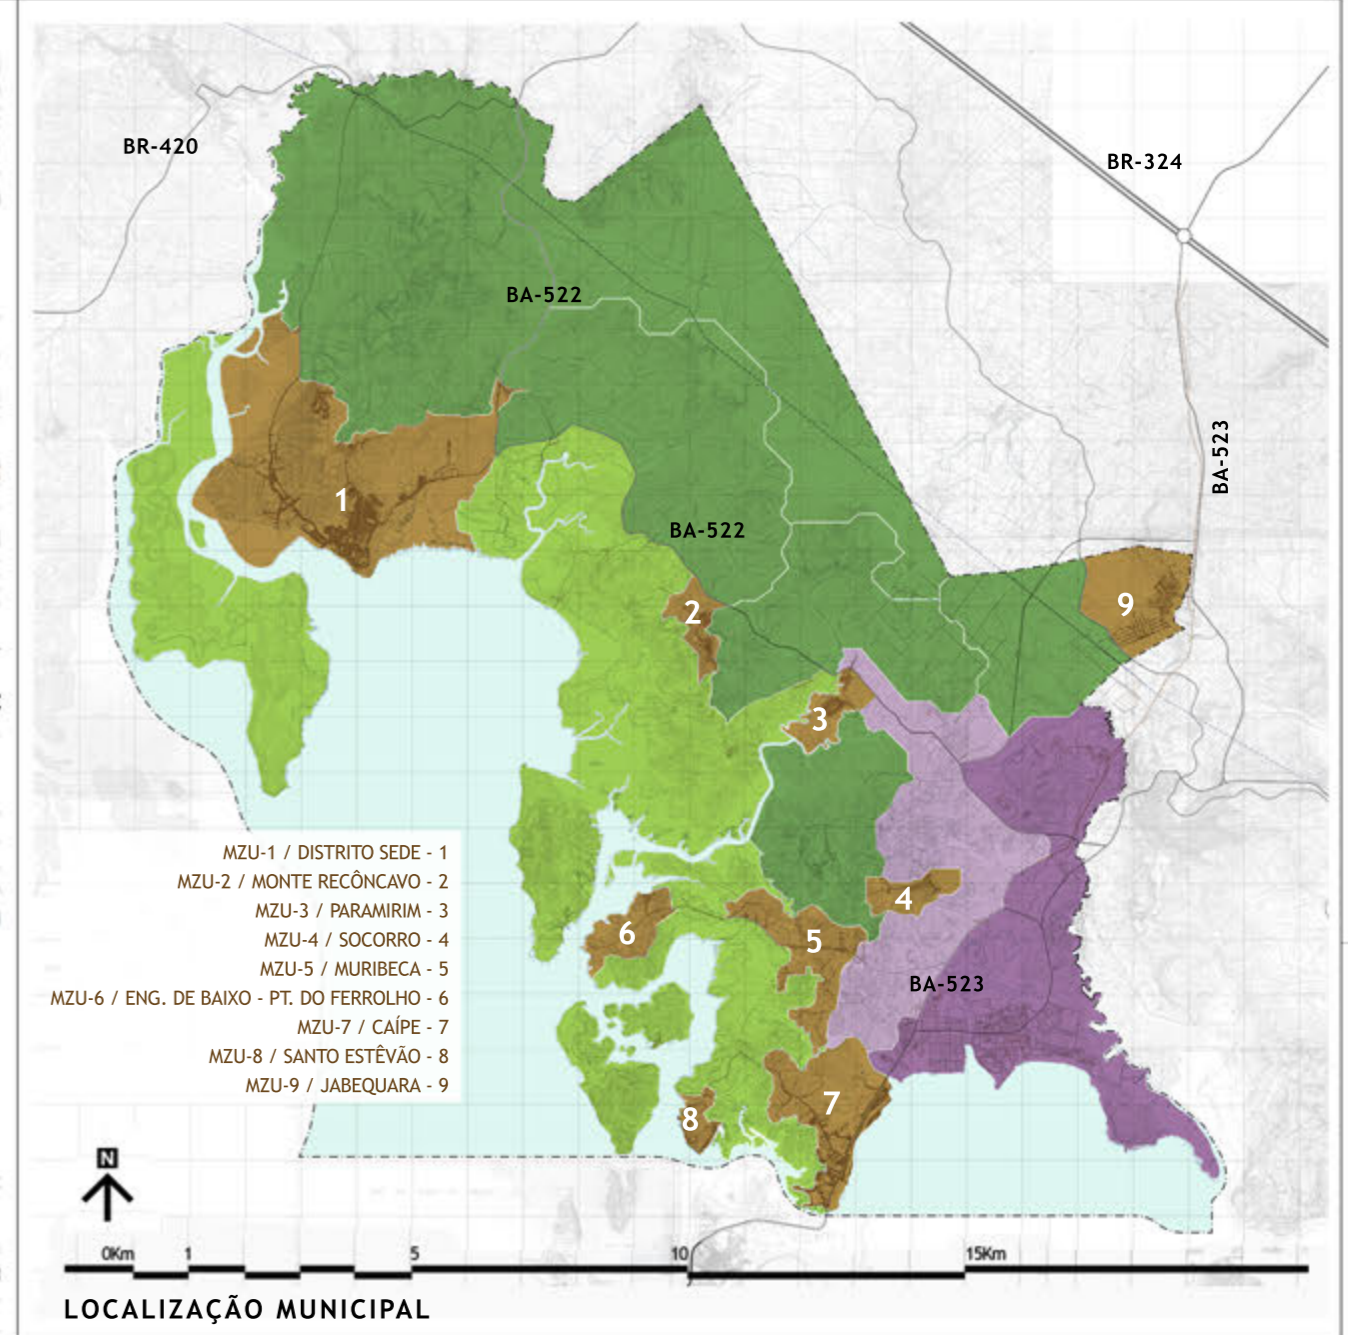 BR-420
BR-324
BA-522
BA-523
1
BA-522
2
9
3
MZU-1 / DISTRITO SEDE - 1
MZU-2 / MONTE RECÔNCAVO - 2
MZU-3 / PARAMIRIM - 3
MZU-4 / SOCORRO - 4
MZU-5 / MURIBECA - 5
MZU-6 / ENG. DE BAIXO - PT. DO FERROLHO - 6
MZU-7 / CAÍPE - 7
MZU-8 / SANTO ESTÊVÃO - 8
MZU-9 / JABEQUARA - 9
4
6
5
BA-523
7
8
N
0Km 1 5 10 15Km
LOCALIZAÇÃO MUNICIPAL